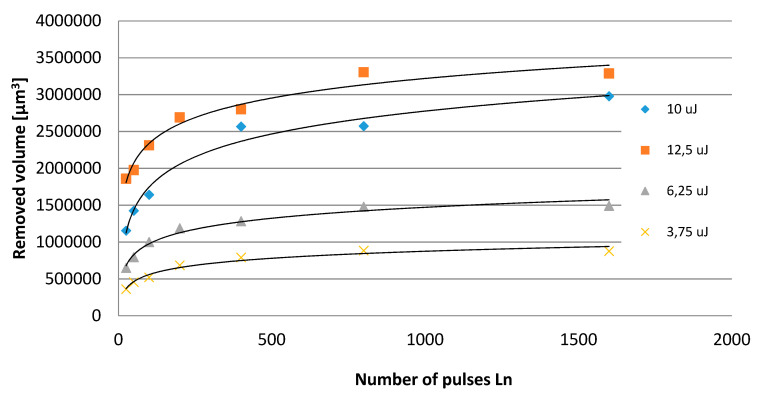 4000000
3500000
3000000
2500000
2000000
1500000
1000000
500000
0
Removed volume [µm³]
0 500 1000 1500 2000
Number of pulses Ln
10 uJ
12,5 uJ
6,25 uJ
3,75 uJ